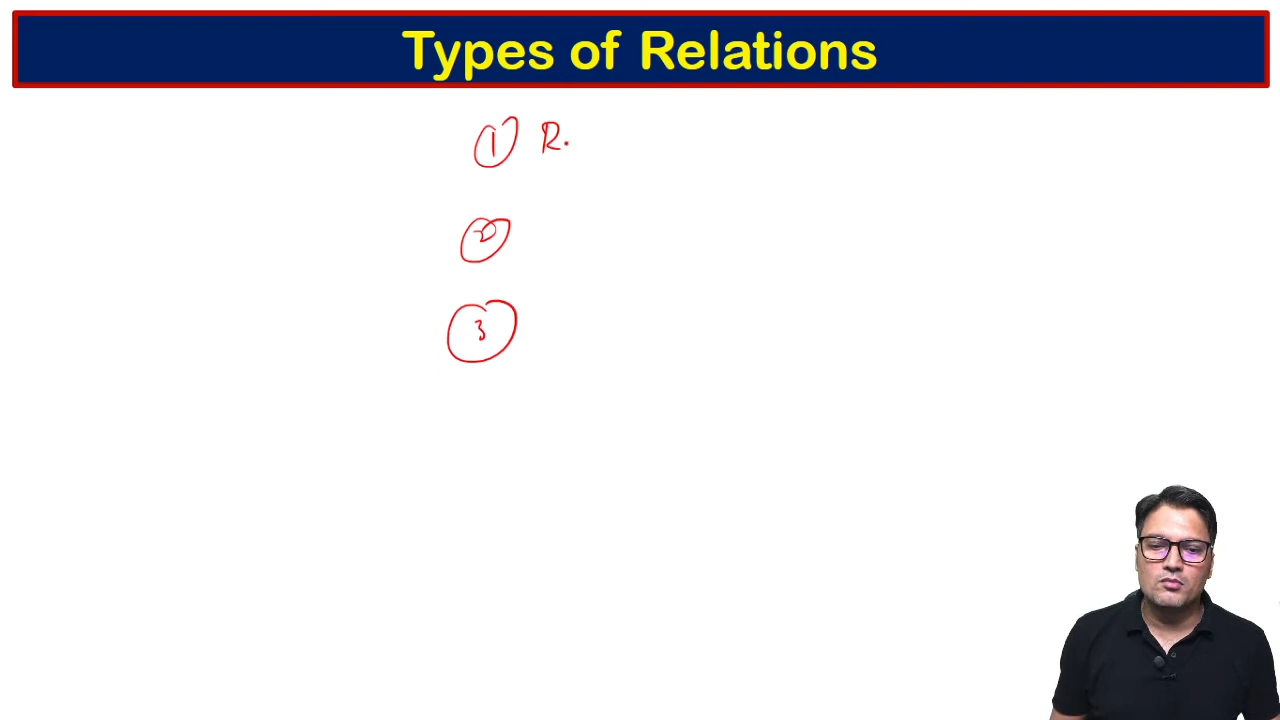 Types of Relations
① R.
②
③